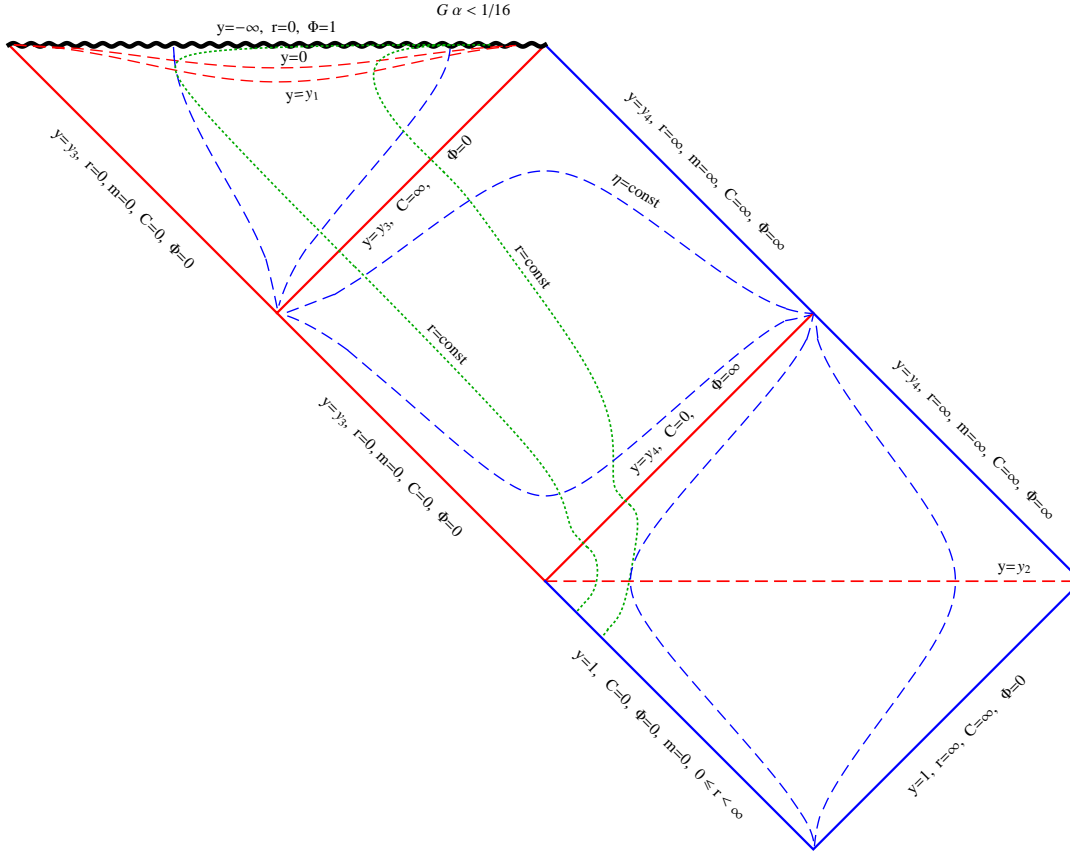 G α < 1/16
y=−∞, r=0, Φ=1
y=0
y=y₁
y=y₃, r=0, m=0, C=0, Φ=0
y=y₃, C=∞, Φ=0
y=y₄, r=∞, m=∞, C=∞, Φ=∞
η=const
r=const
r=const
y=y₃, r=0, m=0, C=0, Φ=0
y=y₄, C=0, Φ=∞
y=y₄, r=∞, m=∞, C=∞, Φ=∞
y=y₂
y=1, C=0, Φ=0, m=0, 0 ⩽ r < ∞
y=1, r=∞, C=∞, Φ=0